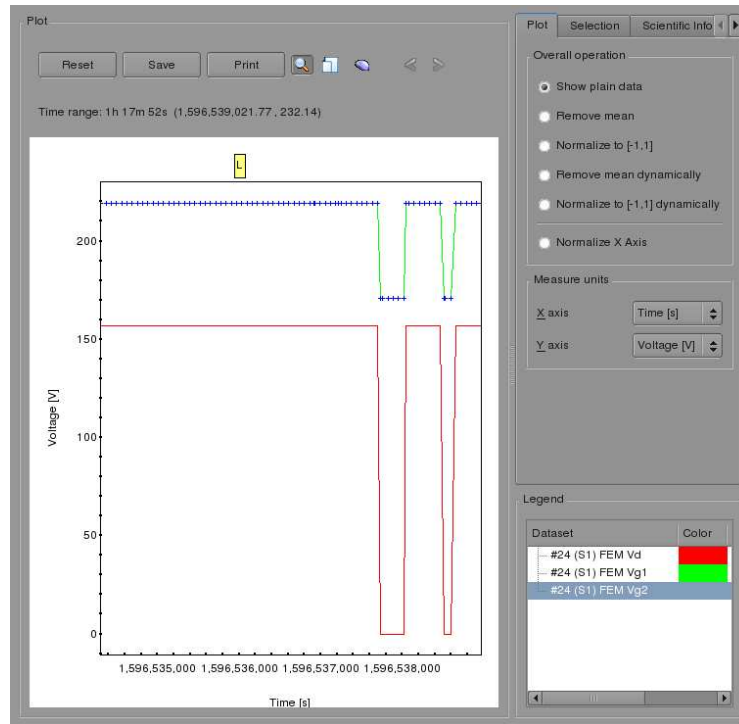 Plot
Reset Save Print
Time range: 1h 17m 52s (1,596,539,021.77 , 232.14)
L
200
150
100
50
0
Voltage [V]
1,596,535,000 1,596,536,000 1,596,537,000 1,596,538,000
Time [s]
Plot Selection Scientific Info
Overall operation
Show plain data
Remove mean
Normalize to [-1,1]
Remove mean dynamically
Normalize to [-1,1] dynamically
Normalize X Axis
Measure units
X axis Time [s]
Y axis Voltage [V]
Legend
Dataset Color
#24 (S1) FEM Vd
#24 (S1) FEM Vg1
#24 (S1) FEM Vg2